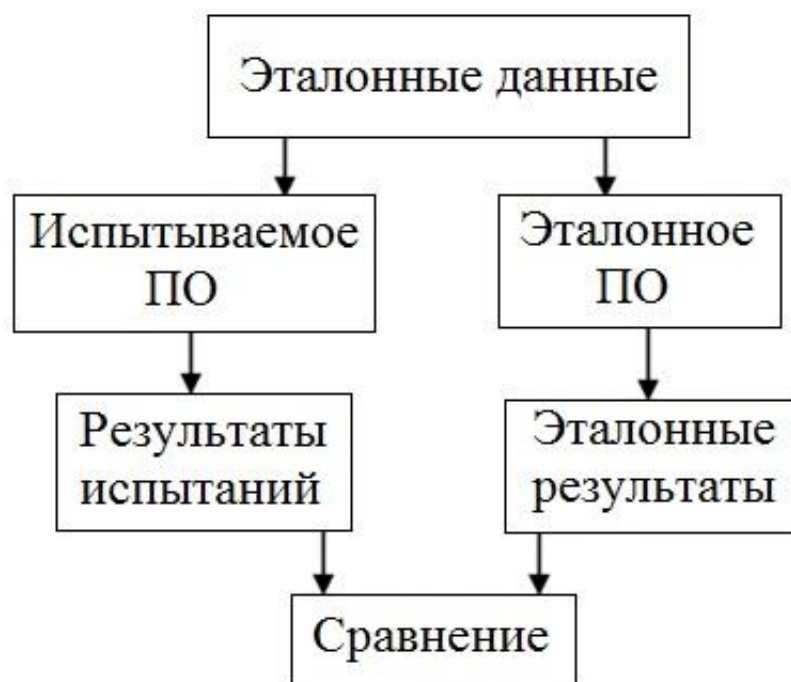 Эталонные данные
Испытываемое
ПО
Эталонное
ПО
Результаты
испытаний
Эталонные
результаты
Сравнение